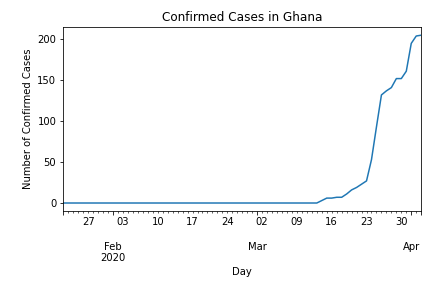 Confirmed Cases in Ghana
Number of Confirmed Cases
200
150
100
50
0
27 03 10 17 24 02 09 16 23 30
Feb Mar Apr
2020
Day